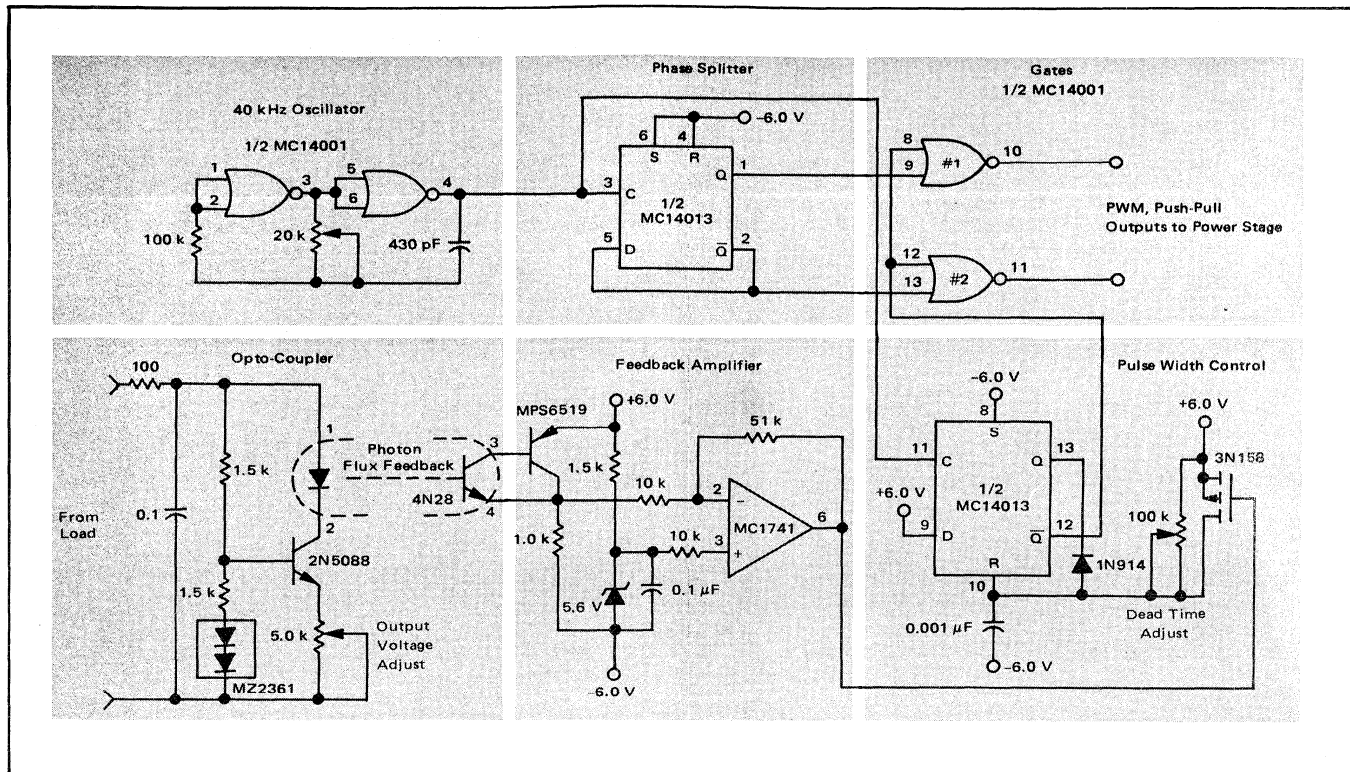 40 kHz Oscillator
1/2 MC14001
1
2
3
5
6
4
100 k
20 k
430 pF
Phase Splitter
6
4
−6.0 V
S
R
3
C
Q
1
1/2
MC14013
5
D
Q̅
2
Gates
1/2 MC14001
8
9
#1
10
12
13
#2
11
PWM, Push-Pull
Outputs to Power Stage
Opto-Coupler
100
1
1.5 k
Photon
Flux Feedback
3
4N28
4
From
Load
0.1
2
2N5088
1.5 k
5.0 k
Output
Voltage
Adjust
MZ2361
Feedback Amplifier
MPS6519
+6.0 V
51 k
1.5 k
10 k
2
−
MC1741
6
1.0 k
10 k
3
+
5.6 V
0.1 μF
−6.0 V
Pulse Width Control
−6.0 V
8
S
+6.0 V
11
C
Q
13
3N158
+6.0 V
1/2
MC14013
100 k
9
D
Q̅
12
R
1N914
10
0.001 μF
Dead Time
Adjust
−6.0 V